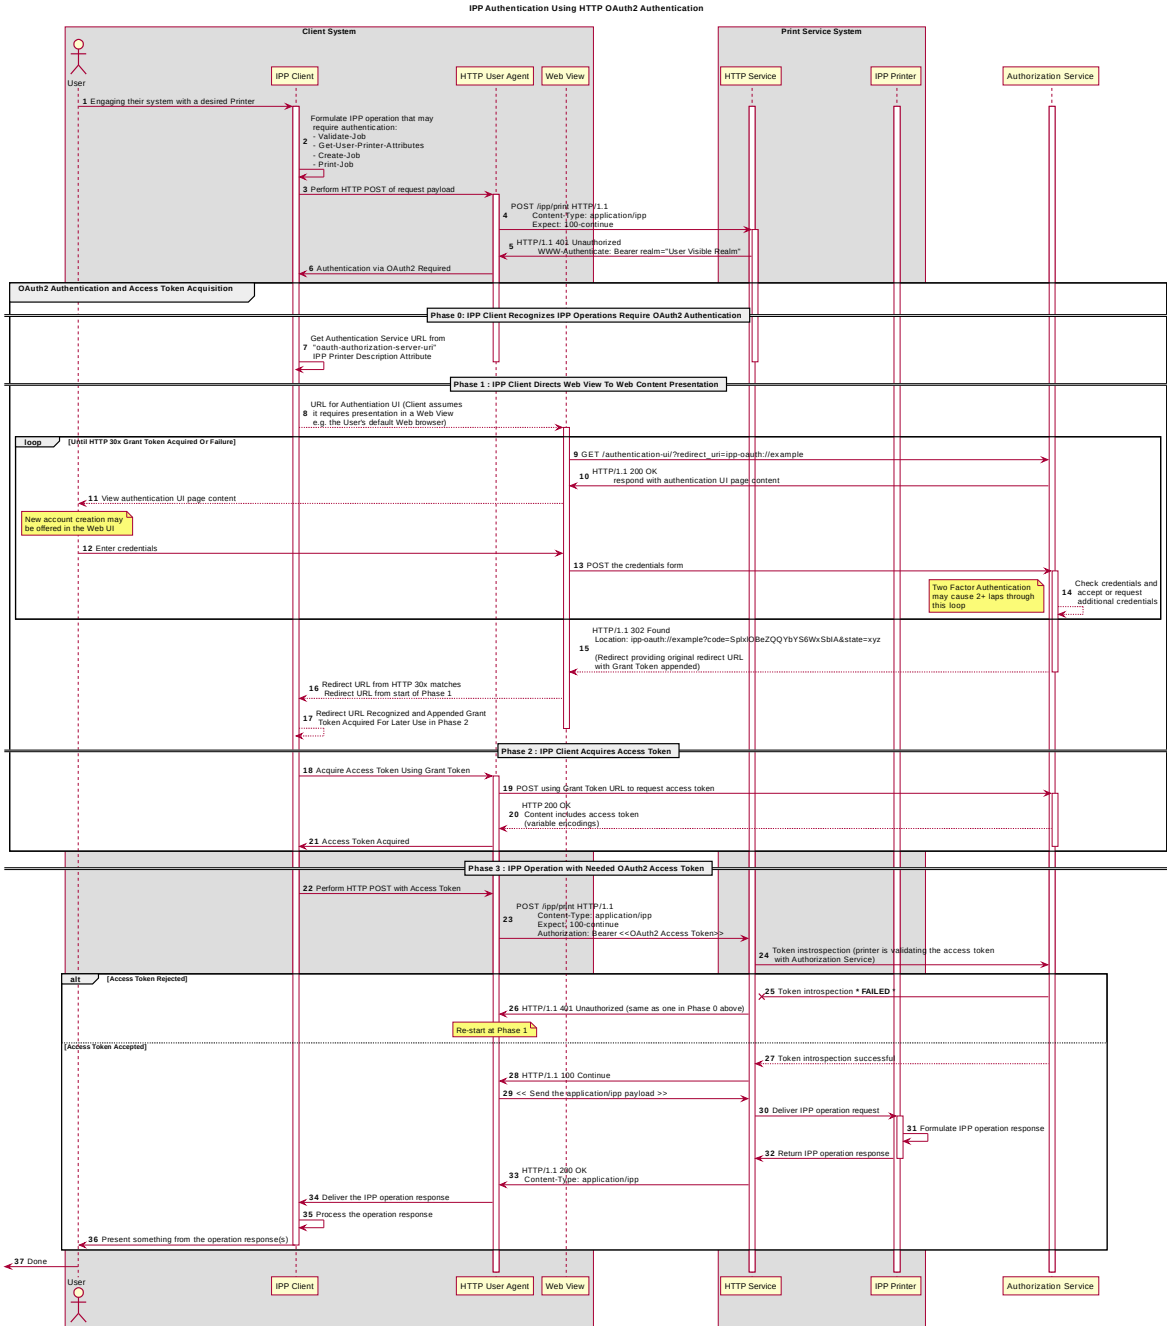 IPP Authentication Using HTTP OAuth2 Authentication
Client System
Print Service System
User
IPP Client
HTTP User Agent
Web View
HTTP Service
IPP Printer
Authorization Service
1 Engaging their system with a desired Printer
Formulate IPP operation that may
require authentication:
2 - Validate-Job
- Get-User-Printer-Attributes
- Create-Job
- Print-Job
3 Perform HTTP POST of request payload
POST /ipp/print HTTP/1.1
4 Content-Type: application/ipp
Expect: 100-continue
5 HTTP/1.1 401 Unauthorized
WWW-Authenticate: Bearer realm="User Visible Realm"
6 Authentication via OAuth2 Required
OAuth2 Authentication and Access Token Acquisition
Phase 0: IPP Client Recognizes IPP Operations Require OAuth2 Authentication
Get Authentication Service URL from
7 "oauth-authorization-server-uri"
IPP Printer Description Attribute
Phase 1 : IPP Client Directs Web View To Web Content Presentation
URL for Authentiation UI (Client assumes
8 it requires presentation in a Web View
e.g. the User's default Web browser)
loop [Until HTTP 30x Grant Token Acquired Or Failure]
9 GET /authentication-ui/?redirect_uri=ipp-oauth://example
10 HTTP/1.1 200 OK
respond with authentication UI page content
11 View authentication UI page content
New account creation may
be offered in the Web UI
12 Enter credentials
13 POST the credentials form
Two Factor Authentication
may cause 2+ laps through
this loop
Check credentials and
14 accept or request
additional credentials
HTTP/1.1 302 Found
Location: ipp-oauth://example?code=SplxlOBeZQQYbYS6WxSbIA&state=xyz
15
(Redirect providing original redirect URL
with Grant Token appended)
16 Redirect URL from HTTP 30x matches
Redirect URL from start of Phase 1
17 Redirect URL Recognized and Appended Grant
Token Acquired For Later Use in Phase 2
Phase 2 : IPP Client Acquires Access Token
18 Acquire Access Token Using Grant Token
19 POST using Grant Token URL to request access token
HTTP 200 OK
20 Content includes access token
(variable encodings)
21 Access Token Acquired
Phase 3 : IPP Operation with Needed OAuth2 Access Token
22 Perform HTTP POST with Access Token
POST /ipp/print HTTP/1.1
23 Content-Type: application/ipp
Expect: 100-continue
Authorization: Bearer <<OAuth2 Access Token>>
24 Token instrospection (printer is validating the access token
with Authorization Service)
alt [Access Token Rejected]
25 Token introspection * FAILED *
26 HTTP/1.1 401 Unauthorized (same as one in Phase 0 above)
Re-start at Phase 1
[Access Token Accepted]
27 Token introspection successful
28 HTTP/1.1 100 Continue
29 << Send the application/ipp payload >>
30 Deliver IPP operation request
31 Formulate IPP operation response
32 Return IPP operation response
33 HTTP/1.1 200 OK
Content-Type: application/ipp
34 Deliver the IPP operation response
35 Process the operation response
36 Present something from the operation response(s)
37 Done
User
IPP Client
HTTP User Agent
Web View
HTTP Service
IPP Printer
Authorization Service